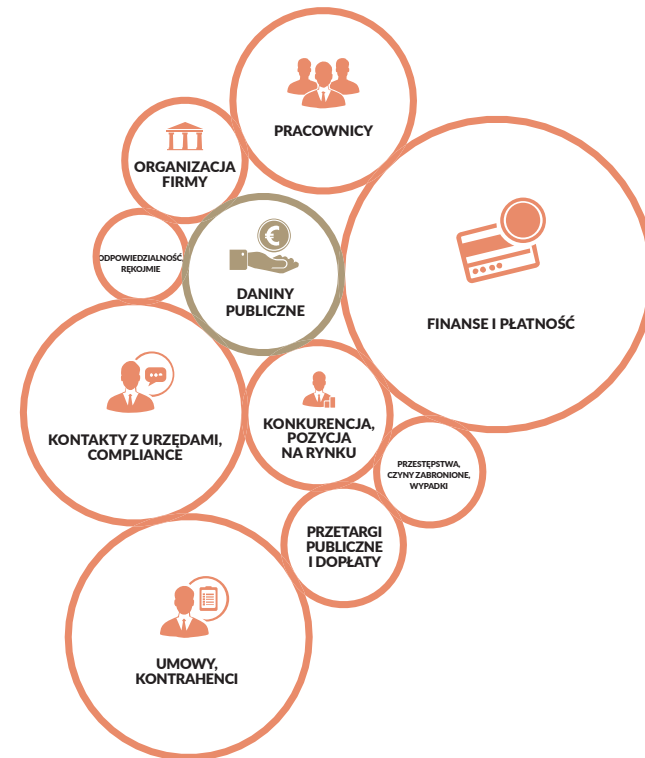 PRACOWNICY
ORGANIZACJA
FIRMY
ODPOWIEDZIALNOŚĆ,
RĘKOJMIE
DANINY
PUBLICZNE
FINANSE I PŁATNOŚĆ
KONTAKTY Z URZĘDAMI,
COMPLIANCE
KONKURENCJA,
POZYCJA
NA RYNKU
PRZESTĘPSTWA,
CZYNY ZABRONIONE,
WYPADKI
PRZETARGI
PUBLICZNE
I DOPŁATY
UMOWY,
KONTRAHENCI